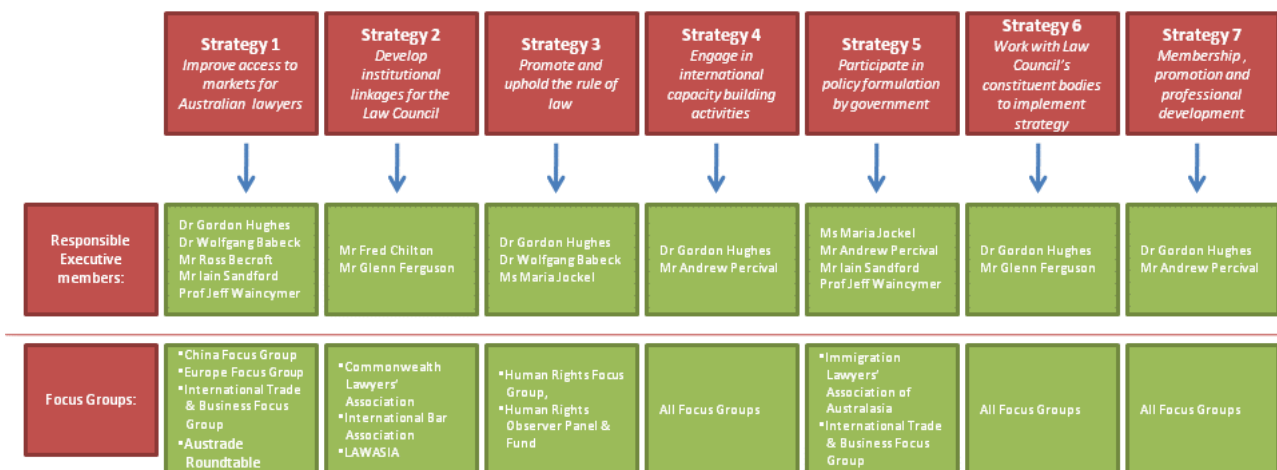 Strategy 1
Improve access to
markets for
Australian lawyers
Strategy 2
Develop
institutional
linkages for the
Law Council
Strategy 3
Promote and
uphold the rule of
law
Strategy 4
Engage in
international
capacity building
activities
Strategy 5
Participate in
policy formulation
by government
Strategy 6
Work with Law
Council's
constituent bodies
to implement
strategy
Strategy 7
Membership ,
promotion and
professional
development
Responsible
Executive
members:
Dr Gordon Hughes
Dr Wolfgang Babeck
Mr Ross Becroft
Mr Iain Sandford
Prof Jeff Waincymer
Mr Fred Chilton
Mr Glenn Ferguson
Dr Gordon Hughes
Dr Wolfgang Babeck
Ms Maria Jockel
Dr Gordon Hughes
Mr Andrew Percival
Ms Maria Jockel
Mr Andrew Percival
Mr Iain Sandford
Prof Jeff Waincymer
Dr Gordon Hughes
Mr Glenn Ferguson
Dr Gordon Hughes
Mr Andrew Percival
Focus Groups:
▪China Focus Group
▪Europe Focus Group
▪International Trade
& Business Focus
Group
▪Austrade
Roundtable
▪Commonwealth
Lawyers'
Association
▪International Bar
Association
▪LAWASIA
▪Human Rights Focus
Group,
▪Human Rights
Observer Panel &
Fund
All Focus Groups
▪Immigration
Lawyers'
Association of
Australasia
▪International Trade
& Business Focus
Group
All Focus Groups
All Focus Groups